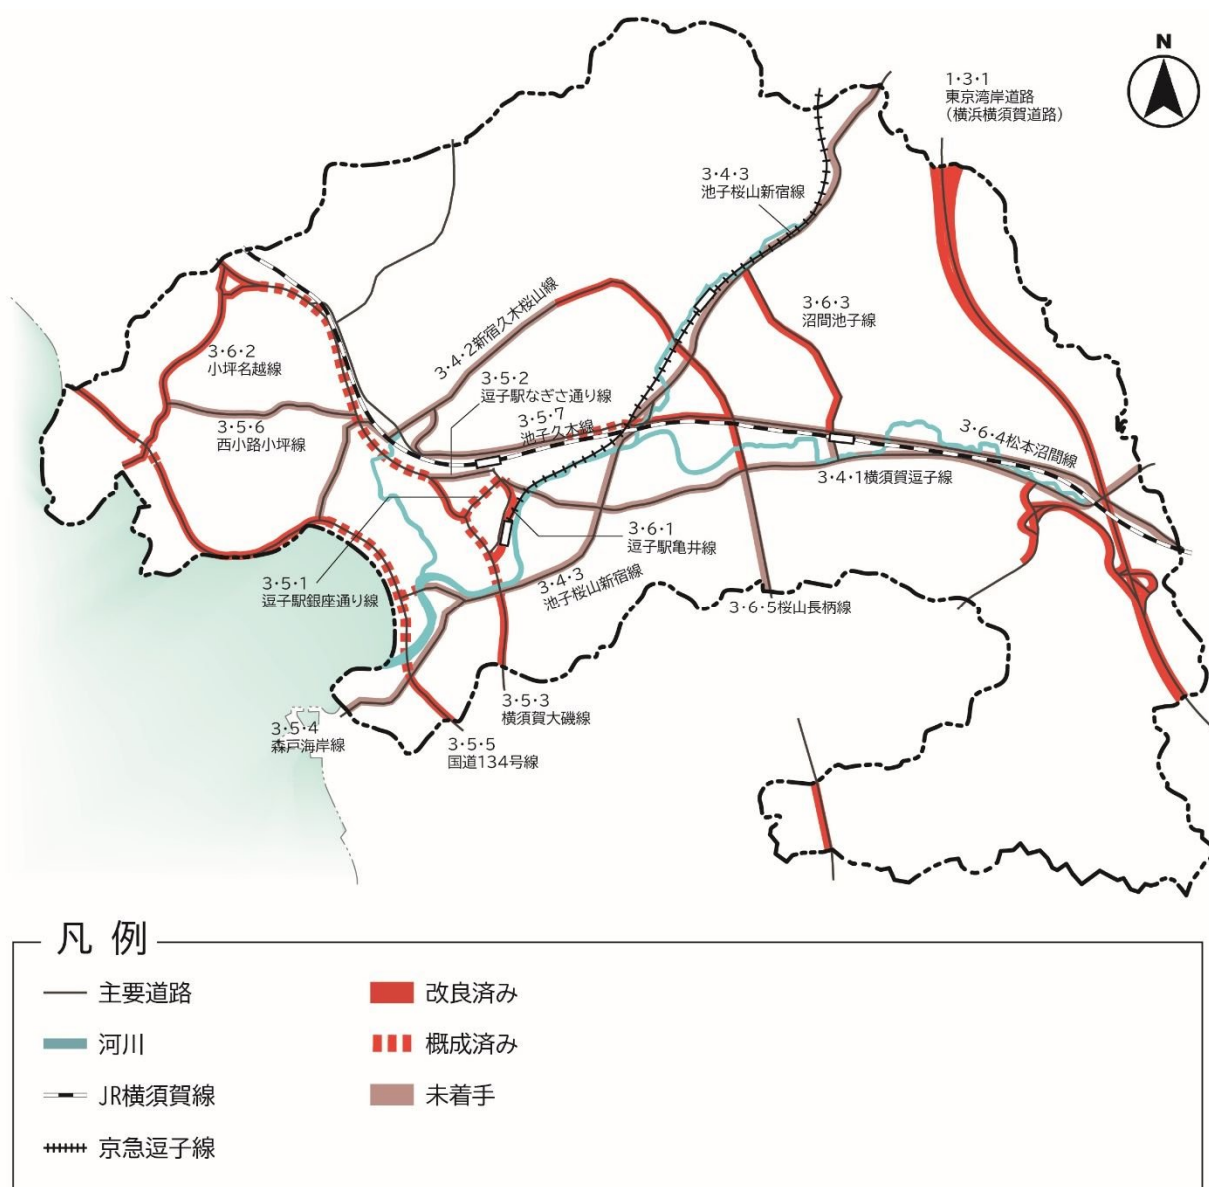 N
1・3・1
東京湾岸道路
（横浜横須賀道路）
3・4・3
池子桜山新宿線
3・6・3
沼間池子線
3・4・2新宿久木桜山線
3・6・2
小坪名越線
3・5・2
逗子駅なぎさ通り線
3・5・7
池子久木線
3・5・6
西小路小坪線
3・6・4松本沼間線
3・4・1横須賀逗子線
3・6・1
逗子駅亀井線
3・5・1
逗子駅銀座通り線
3・4・3
池子桜山新宿線
3・6・5桜山長柄線
3・5・3
横須賀大磯線
3・5・4
森戸海岸線
3・5・5
国道134号線
凡 例
主要道路
改良済み
河川
概成済み
JR横須賀線
未着手
京急逗子線